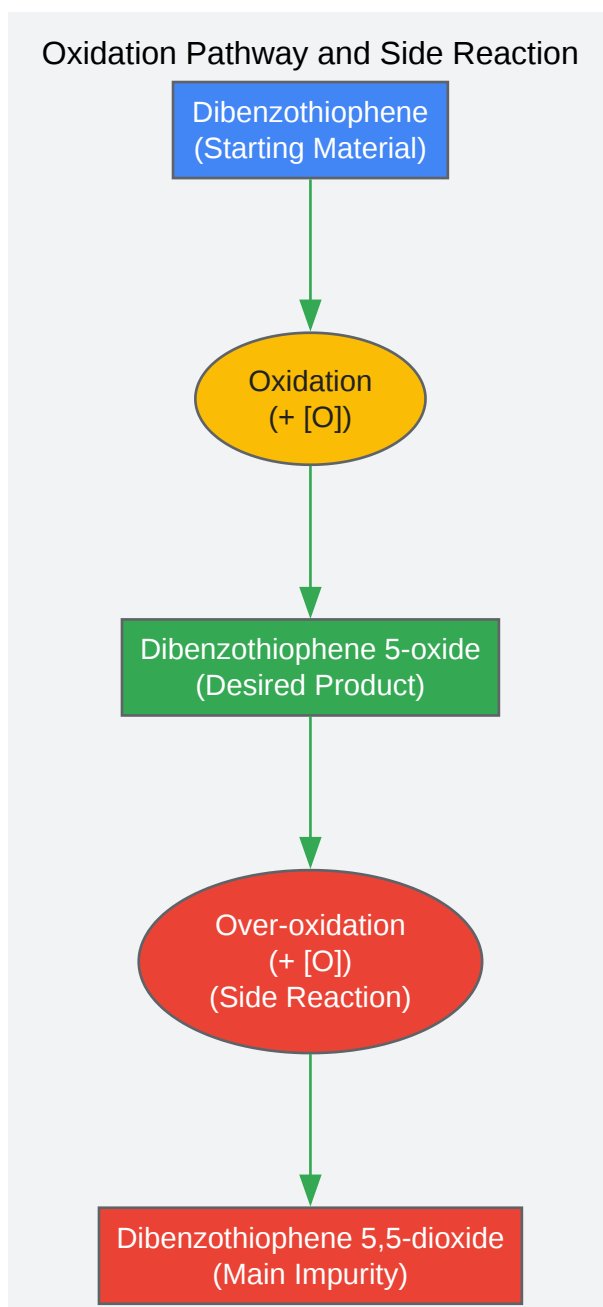 Oxidation Pathway and Side Reaction
Dibenzothiophene
(Starting Material)
Oxidation
(+ [O])
Dibenzothiophene 5-oxide
(Desired Product)
Over-oxidation
(+ [O])
(Side Reaction)
Dibenzothiophene 5,5-dioxide
(Main Impurity)